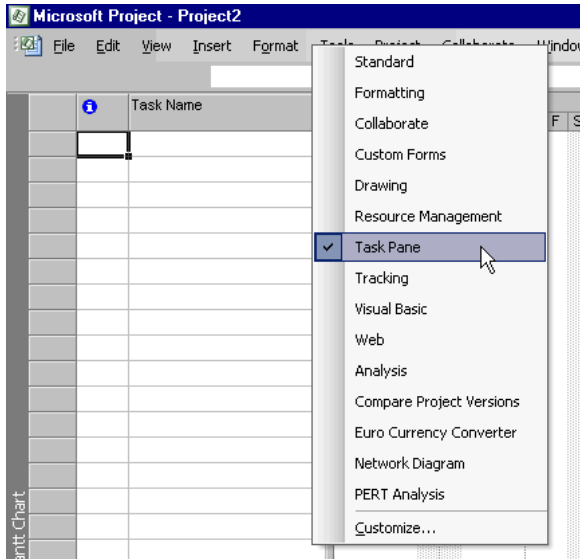 Microsoft Project - Project2
File Edit View Insert Format
Task Name
F S
Standard
Formatting
Collaborate
Custom Forms
Drawing
Resource Management
Task Pane
Tracking
Visual Basic
Web
Analysis
Compare Project Versions
Euro Currency Converter
Network Diagram
PERT Analysis
Customize...